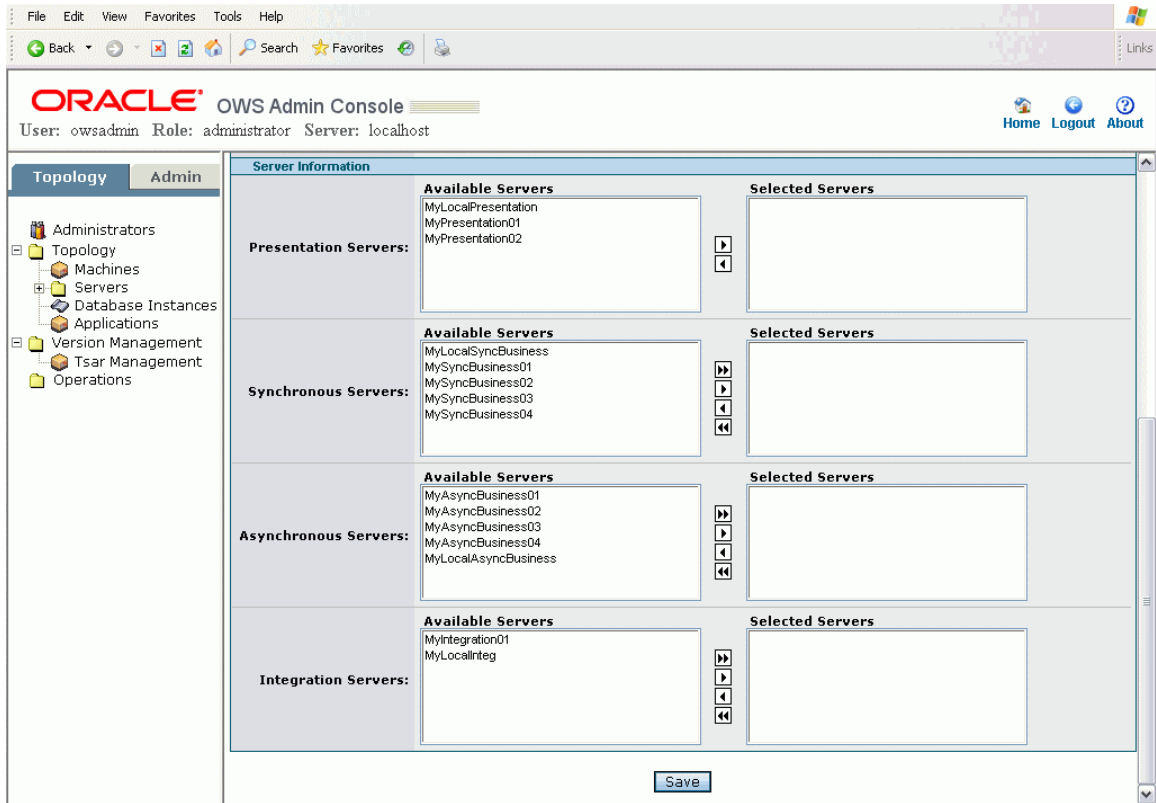 File Edit View Favorites Tools Help
Back Search Favorites Links
ORACLE OWS Admin Console
User: owsadmin Role: administrator Server: localhost
Home Logout About
Topology Admin
Administrators
Topology
Machines
Servers
Database Instances
Applications
Version Management
Tsar Management
Operations
Server Information
Presentation Servers:
Available Servers
MyLocalPresentation
MyPresentation01
MyPresentation02
Selected Servers
Synchronous Servers:
Available Servers
MyLocalSyncBusiness
MySyncBusiness01
MySyncBusiness02
MySyncBusiness03
MySyncBusiness04
Selected Servers
Asynchronous Servers:
Available Servers
MyAsyncBusiness01
MyAsyncBusiness02
MyAsyncBusiness03
MyAsyncBusiness04
MyLocalAsyncBusiness
Selected Servers
Integration Servers:
Available Servers
MyIntegration01
MyLocalInteg
Selected Servers
Save